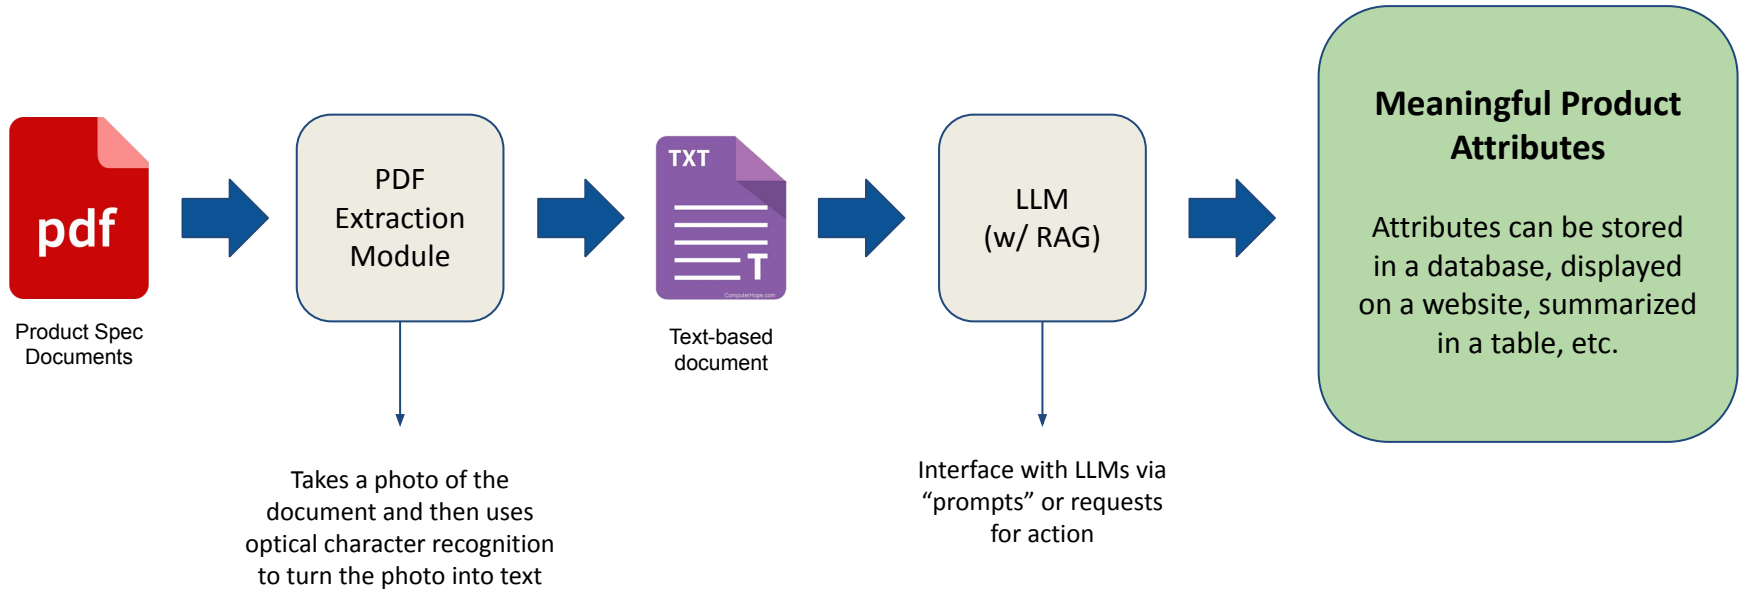 pdf
Product Spec
Documents
PDF
Extraction
Module
Takes a photo of the
document and then uses
optical character recognition
to turn the photo into text
TXT
T
ComputerHope.com
Text-based
document
LLM
(w/ RAG)
Interface with LLMs via
“prompts” or requests
for action
Meaningful Product
Attributes
Attributes can be stored
in a database, displayed
on a website, summarized
in a table, etc.